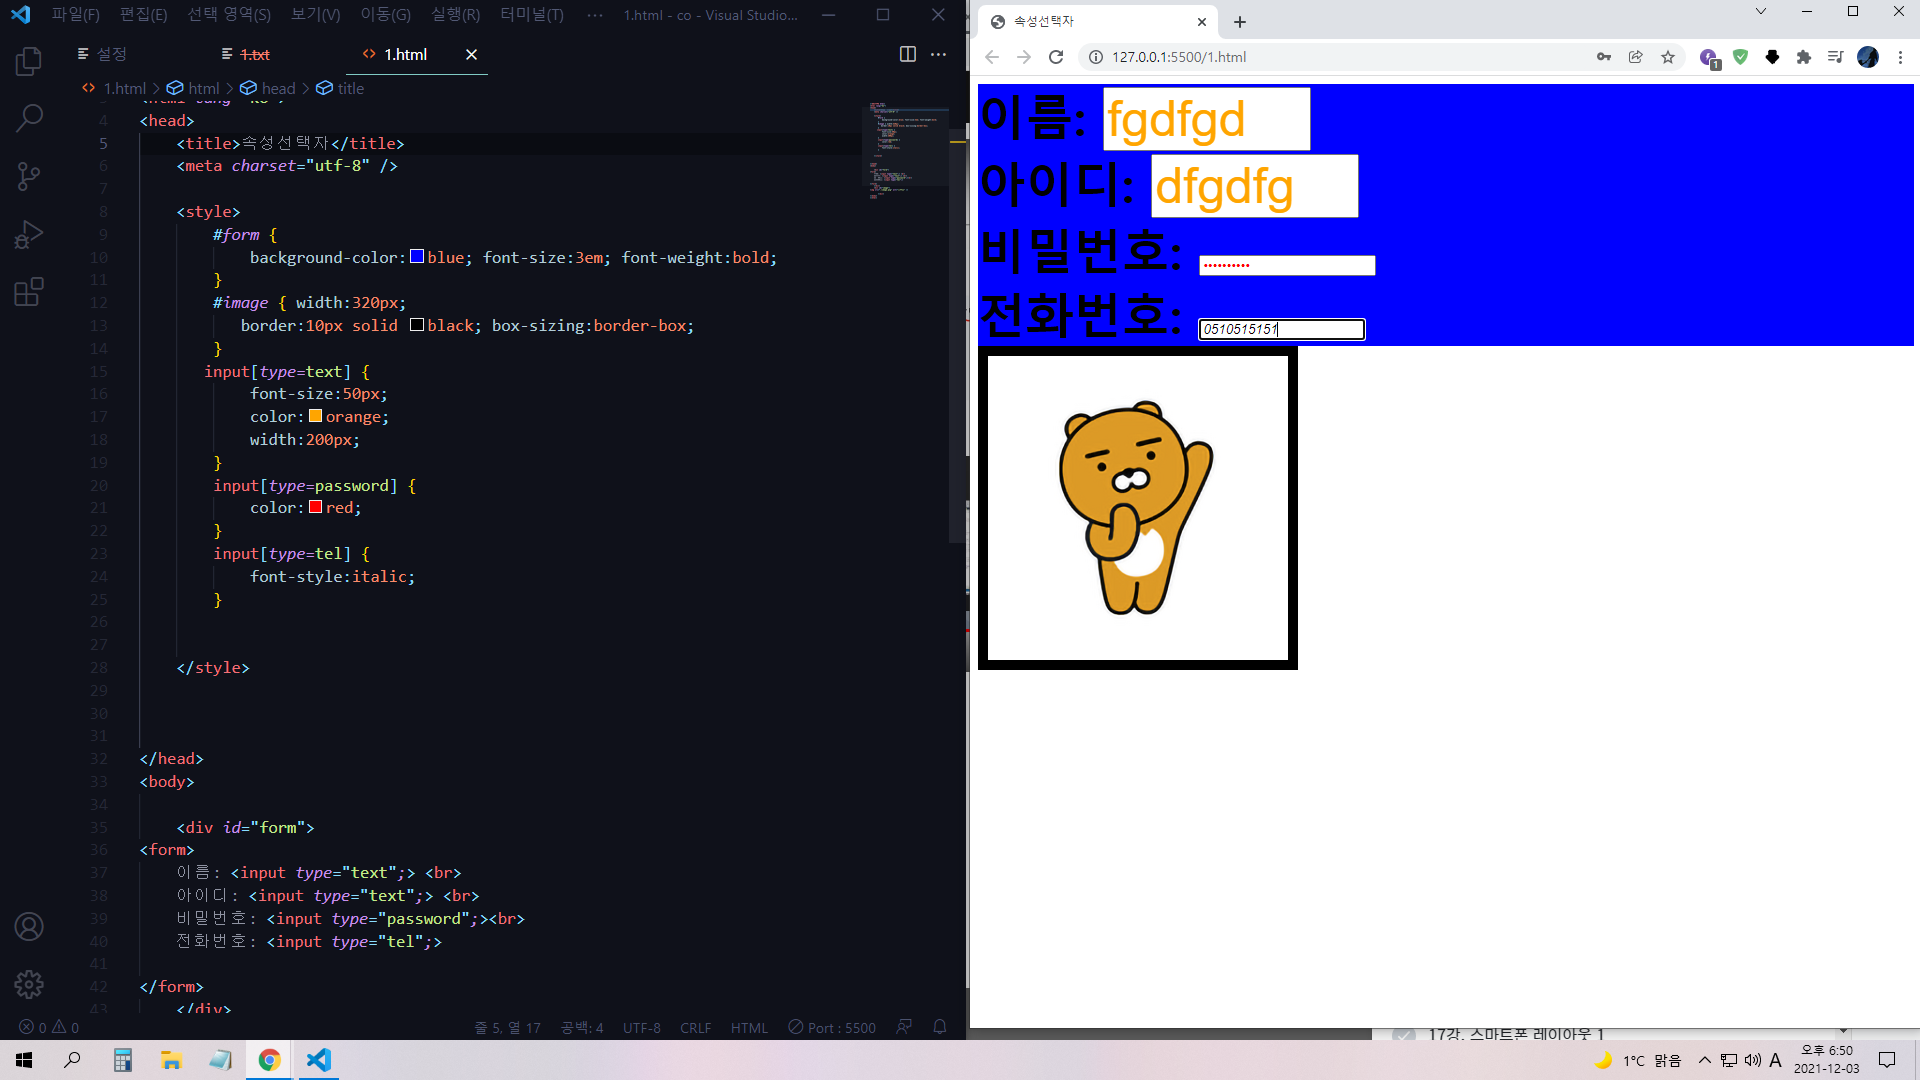 파일(F) 편집(E) 선택 영역(S) 보기(V) 이동(G) 실행(R) 터미널(T) ··· 1.html - co - Visual Studio...
설정 1.txt 1.html
1.html > html > head > title
4 <head>
5 <title>속성선택자</title>
6 <meta charset="utf-8" />
7
8 <style>
9 #form {
10 background-color:blue; font-size:3em; font-weight:bold;
11 }
12 #image { width:320px;
13 border:10px solid black; box-sizing:border-box;
14 }
15 input[type=text] {
16 font-size:50px;
17 color:orange;
18 width:200px;
19 }
20 input[type=password] {
21 color:red;
22 }
23 input[type=tel] {
24 font-style:italic;
25 }
26
27
28 </style>
29
30
31
32 </head>
33 <body>
34
35 <div id="form">
36 <form>
37 이름: <input type="text";> <br>
38 아이디: <input type="text";> <br>
39 비밀번호: <input type="password";><br>
40 전화번호: <input type="tel";>
41
42 </form>
43 </div>
0 0 줄 5, 열 17 공백: 4 UTF-8 CRLF HTML Port : 5500
속성선택자
127.0.0.1:5500/1.html
1
이름: fgdfgd
아이디: dfgdfg
비밀번호: ••••••••••
전화번호: 0510515151
17강. 스마트폰 레이아웃 1
1°C 맑음 A 오후 6:50
2021-12-03